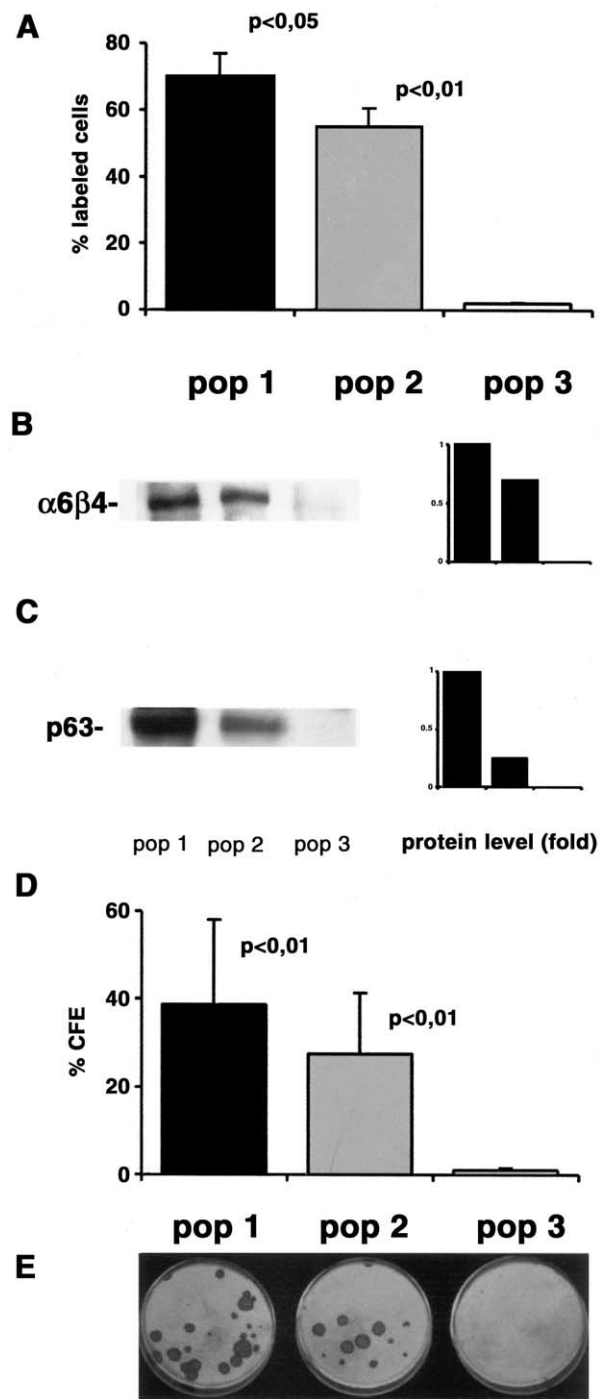 A
p<0,05
80
p<0,01
60
% labeled cells
40
20
0
pop 1 pop 2 pop 3
B
α6β4-
1
0.5
0
C
p63-
1
0.5
0
pop 1 pop 2 pop 3 protein level (fold)
D
60
p<0,01
40
p<0,01
% CFE
20
0
pop 1 pop 2 pop 3
E